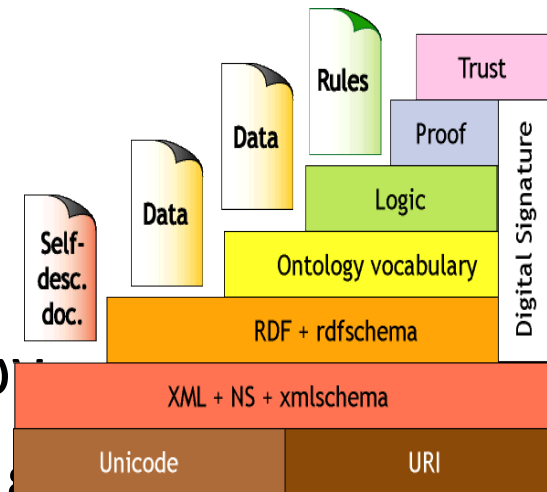 Rules
Trust
Data
Proof
Data
Logic
Self-
desc.
doc.
Ontology vocabulary
Digital Signature
RDF + rdfschema
XML + NS + xmlschema
Unicode
URI